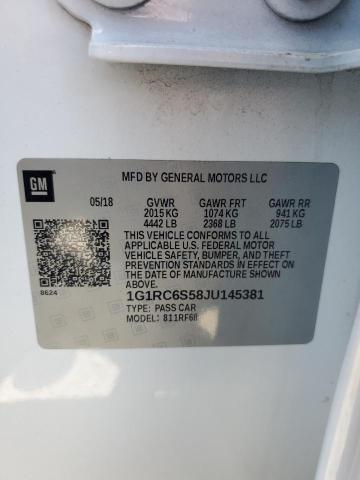 GM
MFD BY GENERAL MOTORS LLC
05/18 GVWR GAWR FRT GAWR RR
2015 KG 1074 KG 941 KG
4442 LB 2368 LB 2075 LB
THIS VEHICLE CONFORMS TO ALL
APPLICABLE U.S. FEDERAL MOTOR
VEHICLE SAFETY, BUMPER, AND THEFT
PREVENTION STANDARDS IN EFFECT ON
THE DATE OF MANUFACTURE SHOWN
ABOVE.
8624
1G1RC6S58JU145381
TYPE: PASS CAR
MODEL: